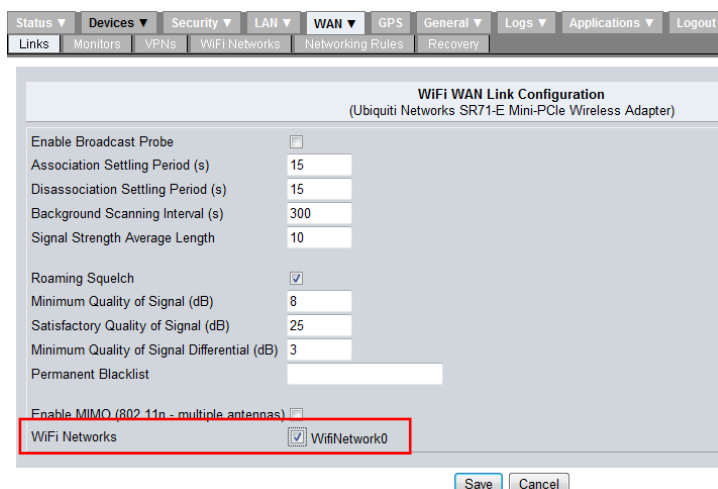 Status ▼ Devices ▼ Security ▼ LAN ▼ WAN ▼ GPS General ▼ Logs ▼ Applications ▼ Logout
Links Monitors VPNs WiFi Networks Networking Rules Recovery
WiFi WAN Link Configuration
(Ubiquiti Networks SR71-E Mini-PCIe Wireless Adapter)
Enable Broadcast Probe
Association Settling Period (s) 15
Disassociation Settling Period (s) 15
Background Scanning Interval (s) 300
Signal Strength Average Length 10
Roaming Squelch
Minimum Quality of Signal (dB) 8
Satisfactory Quality of Signal (dB) 25
Minimum Quality of Signal Differential (dB) 3
Permanent Blacklist
Enable MIMO (802.11n - multiple antennas)
WiFi Networks WifiNetwork0
Save Cancel